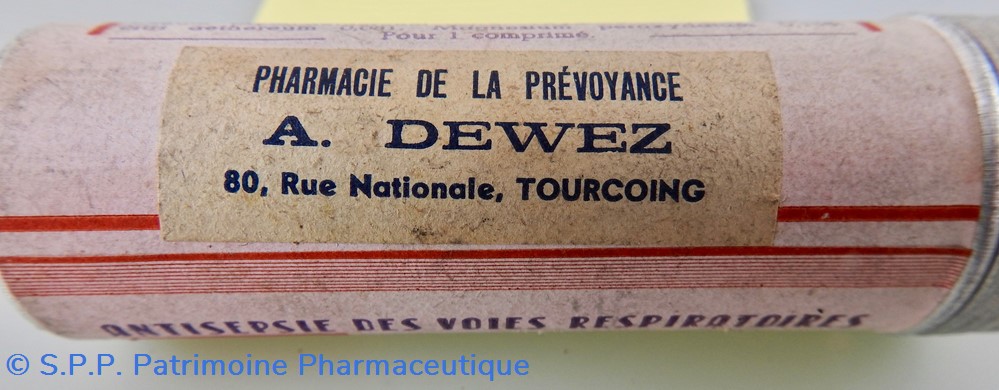 Pour 1 comprimé.
PHARMACIE DE LA PRÉVOYANCE
A. DEWEZ
80, Rue Nationale, TOURCOING
ANTISEPSIE DES VOIES RESPIRATOIRES
© S.P.P. Patrimoine Pharmaceutique